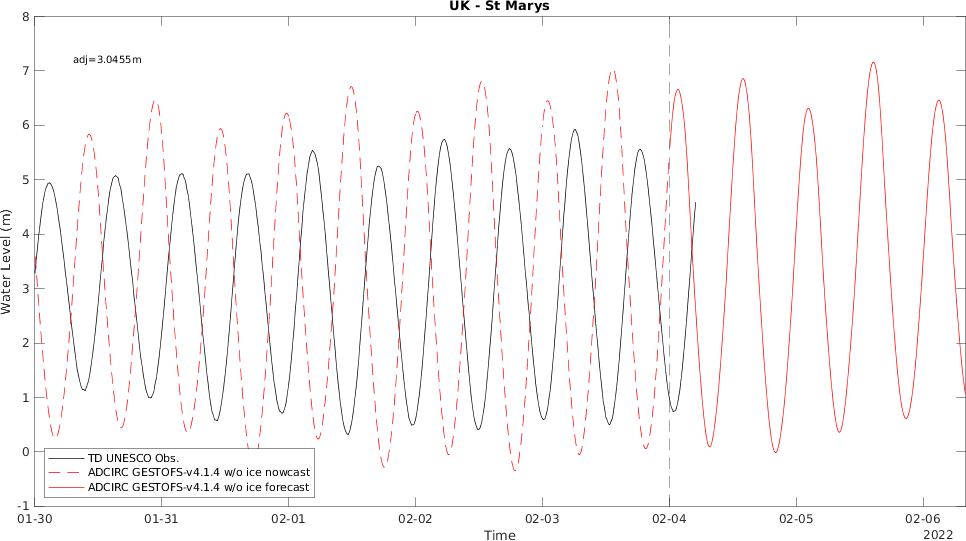 UK - St Marys
adj=3.0455m
Water Level (m)
8
7
6
5
4
3
2
1
0
-1
TD UNESCO Obs.
ADCIRC GESTOFS-v4.1.4 w/o ice nowcast
ADCIRC GESTOFS-v4.1.4 w/o ice forecast
01-30 01-31 02-01 02-02 02-03 02-04 02-05 02-06
Time
2022